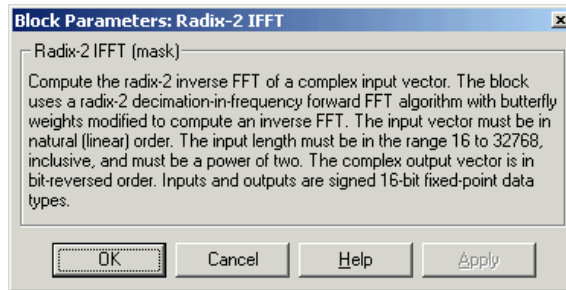 Block Parameters: Radix-2 IFFT
Radix-2 IFFT (mask)
Compute the radix-2 inverse FFT of a complex input vector. The block
uses a radix-2 decimation-in-frequency forward FFT algorithm with butterfly
weights modified to compute an inverse FFT. The input vector must be in
natural (linear) order. The input length must be in the range 16 to 32768,
inclusive, and must be a power of two. The complex output vector is in
bit-reversed order. Inputs and outputs are signed 16-bit fixed-point data
types.
OK Cancel Help Apply